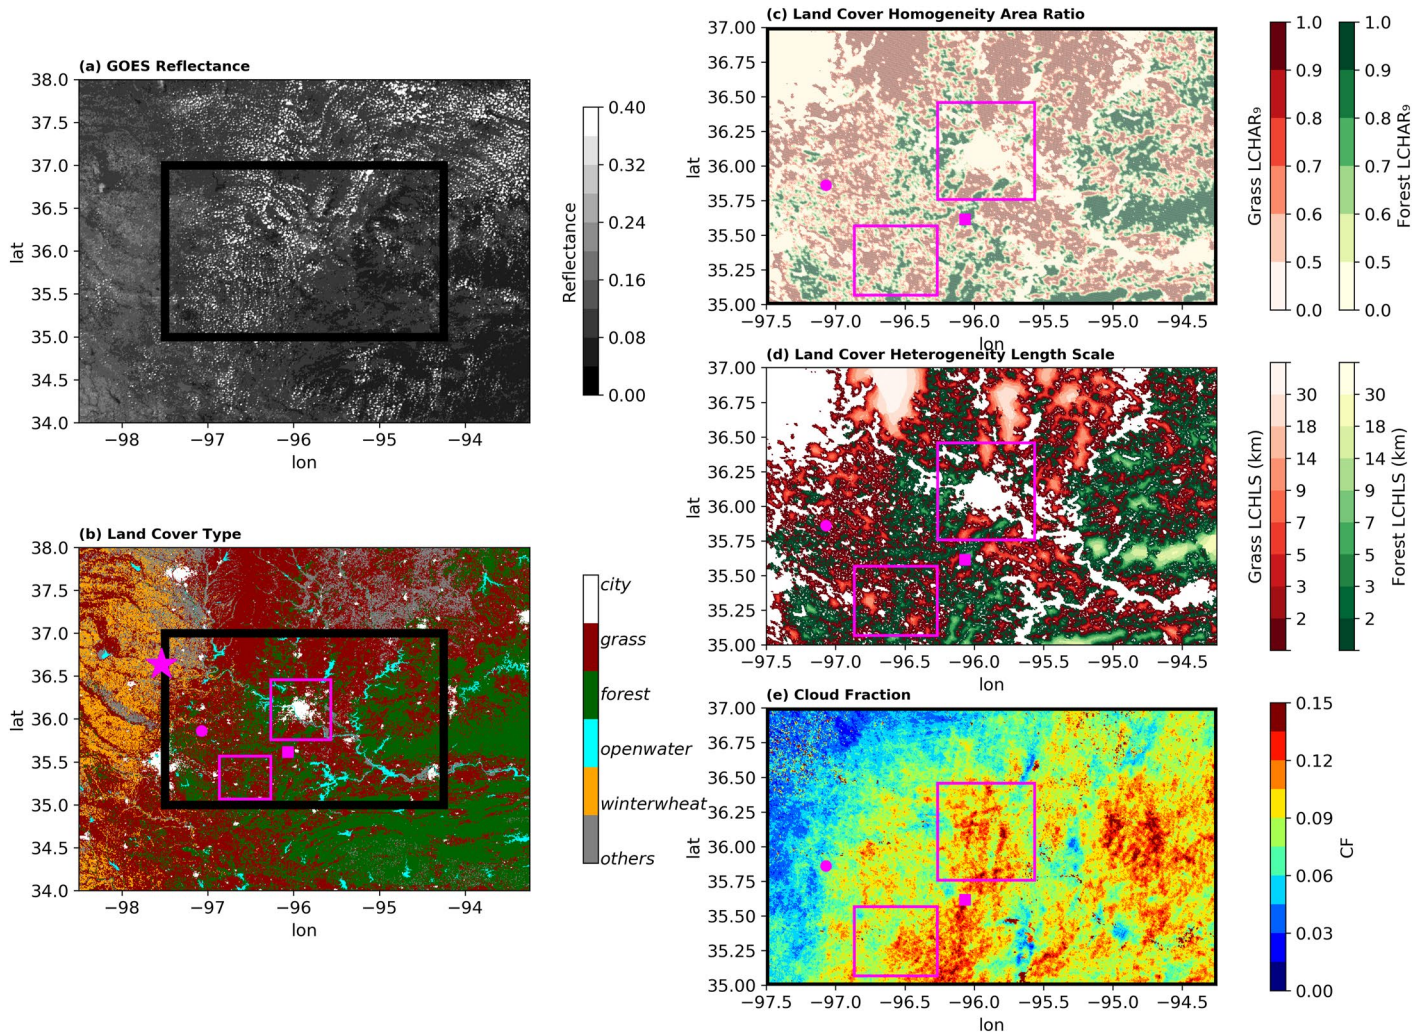 (a) GOES Reflectance
38.0
37.5
37.0
36.5
36.0
35.5
35.0
34.5
34.0
lat
−98 −97 −96 −95 −94
lon
0.40
0.32
0.24
0.16
0.08
0.00
Reflectance
(b) Land Cover Type
38.0
37.5
37.0
36.5
36.0
35.5
35.0
34.5
34.0
lat
−98 −97 −96 −95 −94
lon
city
grass
forest
openwater
winterwheat
others
(c) Land Cover Homogeneity Area Ratio
37.00
36.75
36.50
36.25
36.00
35.75
35.50
35.25
35.00
lat
−97.5 −97.0 −96.5 −96.0 −95.5 −95.0 −94.5
lon
1.0
0.9
0.8
0.7
0.6
0.5
0.0
Grass LCHAR₉
1.0
0.9
0.8
0.7
0.6
0.5
0.0
Forest LCHAR₉
(d) Land Cover Heterogeneity Length Scale
37.00
36.75
36.50
36.25
36.00
35.75
35.50
35.25
35.00
lat
−97.5 −97.0 −96.5 −96.0 −95.5 −95.0 −94.5
lon
30
18
14
9
7
5
3
2
Grass LCHLS (km)
30
18
14
9
7
5
3
2
Forest LCHLS (km)
(e) Cloud Fraction
37.00
36.75
36.50
36.25
36.00
35.75
35.50
35.25
35.00
lat
−97.5 −97.0 −96.5 −96.0 −95.5 −95.0 −94.5
lon
0.15
0.12
0.09
0.06
0.03
0.00
CF